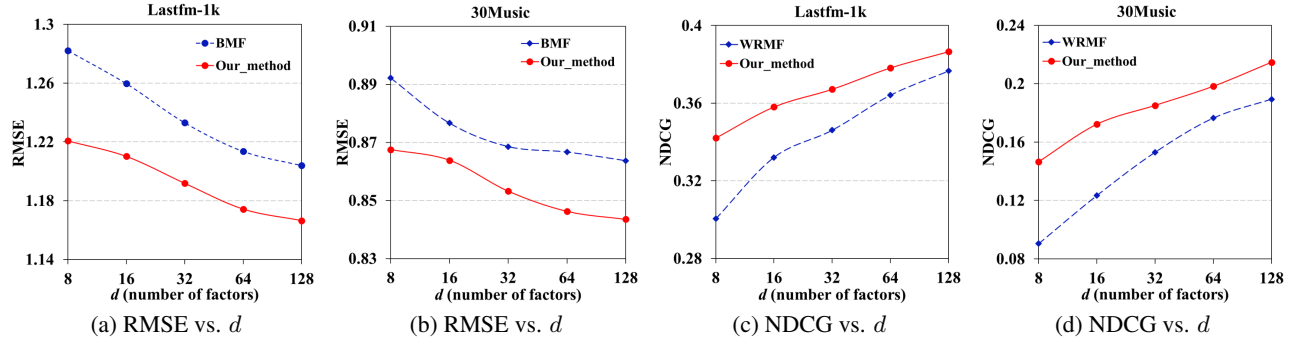 Lastfm-1k
1.3
1.26
1.22
1.18
1.14
RMSE
BMF
Our_method
8 16 32 64 128
d (number of factors)
(a) RMSE vs. d
30Music
0.91
0.89
0.87
0.85
0.83
RMSE
BMF
Our_method
8 16 32 64 128
d (number of factors)
(b) RMSE vs. d
Lastfm-1k
0.4
0.36
0.32
0.28
NDCG
WRMF
Our_method
8 16 32 64 128
d (number of factors)
(c) NDCG vs. d
30Music
0.24
0.2
0.16
0.12
0.08
NDCG
WRMF
Our_method
8 16 32 64 128
d (number of factors)
(d) NDCG vs. d